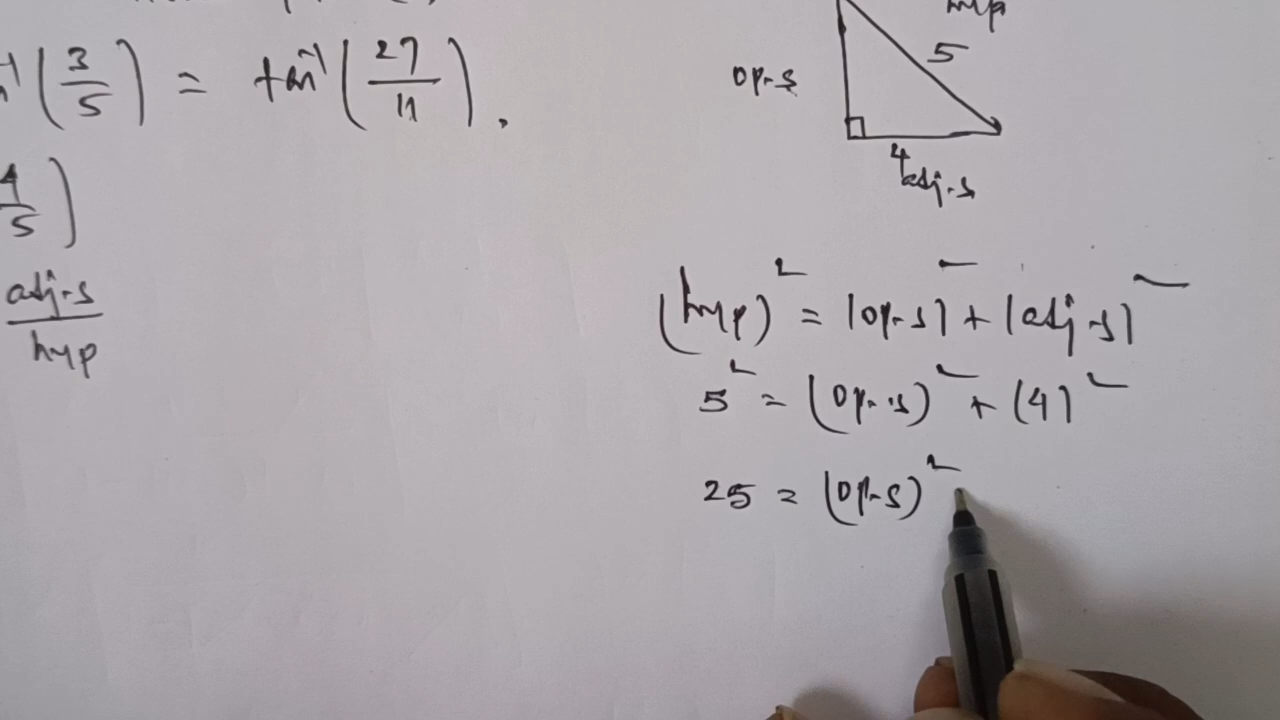 hyp
5
(3/5) = tan⁻¹(27/11).
op-s
4
adj-s
4/5)
adj-s/hyp
(hyp)² = (op-s)² + (adj-s)²
5² = (op-s)² + (4)²
25 = (op-s)²